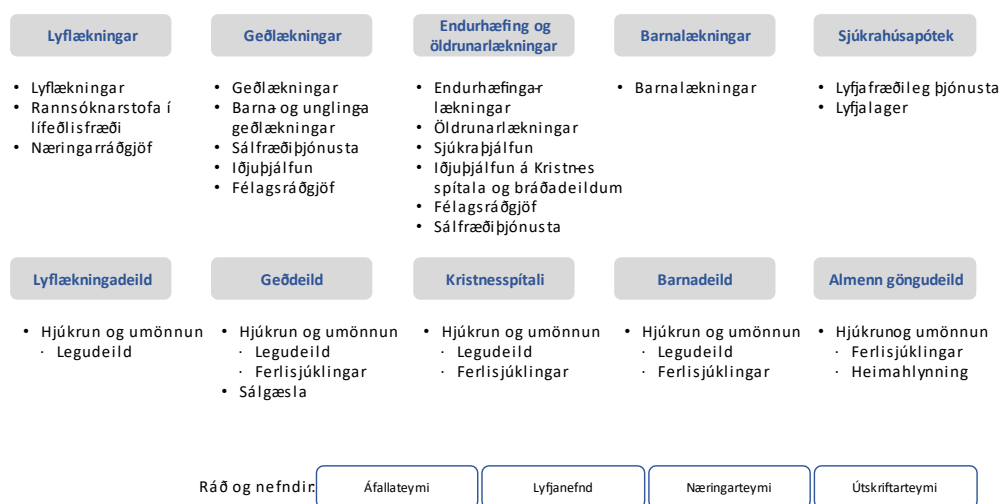 Lyflækningar
Geðlækningar
Endurhæfing og
öldrunarlækningar
Barnalækningar
Sjúkrahúsapótek
• Lyflækningar
• Rannsóknarstofa í
lífeðlisfræði
• Næringarráðgjöf
• Geðlækningar
• Barna- og unglinga-
geðlækningar
• Sálfræðiþjónusta
• Iðjuþjálfun
• Félagsráðgjöf
• Endurhæfingar-
lækningar
• Öldrunarlækningar
• Sjúkraþjálfun
• Iðjuþjálfun á Kristnes-
spítala og bráðadeildum
• Félagsráðgjöf
• Sálfræðiþjónusta
• Barnalækningar
• Lyfjafræðileg þjónusta
• Lyfjalager
Lyflækningadeild
Geðdeild
Kristnesspítali
Barnadeild
Almenn göngudeild
• Hjúkrun og umönnun
· Legudeild
• Hjúkrun og umönnun
· Legudeild
· Ferlisjúklingar
• Sálgæsla
• Hjúkrun og umönnun
· Legudeild
· Ferlisjúklingar
• Hjúkrun og umönnun
· Legudeild
· Ferlisjúklingar
• Hjúkrun og umönnun
· Ferlisjúklingar
· Heimahlynning
Ráð og nefndir:
Áfallateymi
Lyfjanefnd
Næringarteymi
Útskriftarteymi